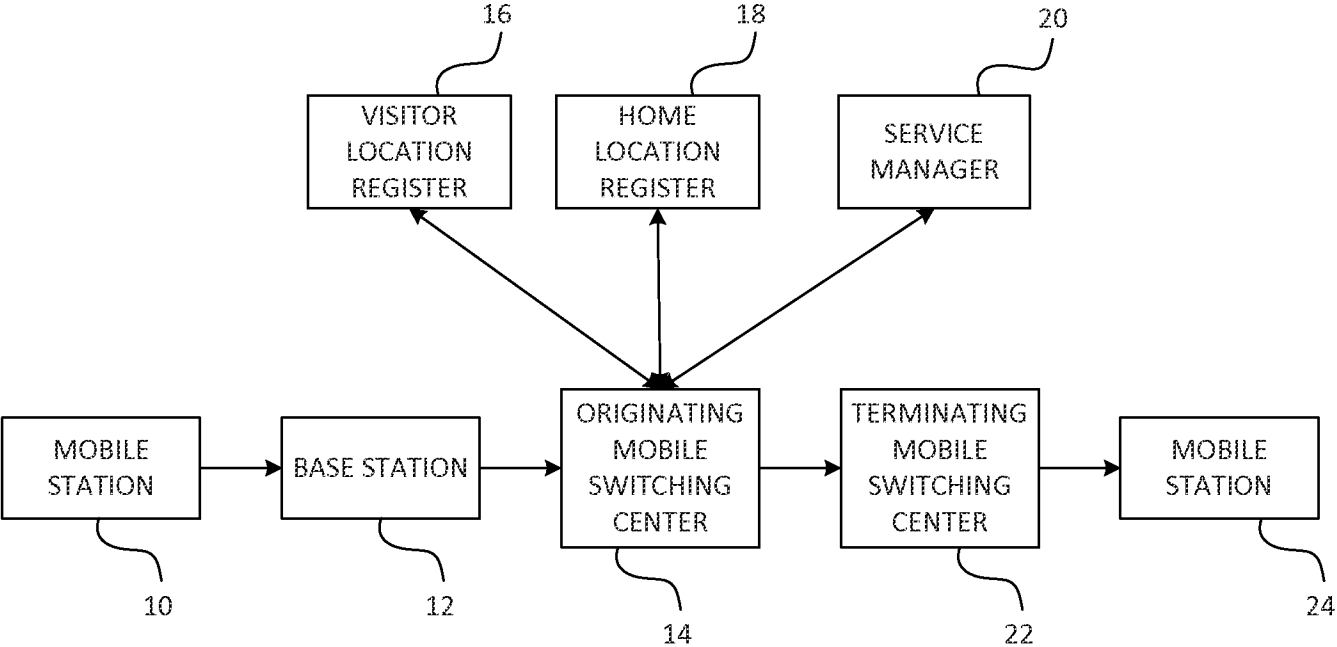 16
18
20
VISITOR
LOCATION
REGISTER
HOME
LOCATION
REGISTER
SERVICE
MANAGER
MOBILE
STATION
BASE STATION
ORIGINATING
MOBILE
SWITCHING
CENTER
TERMINATING
MOBILE
SWITCHING
CENTER
MOBILE
STATION
10
12
14
22
24